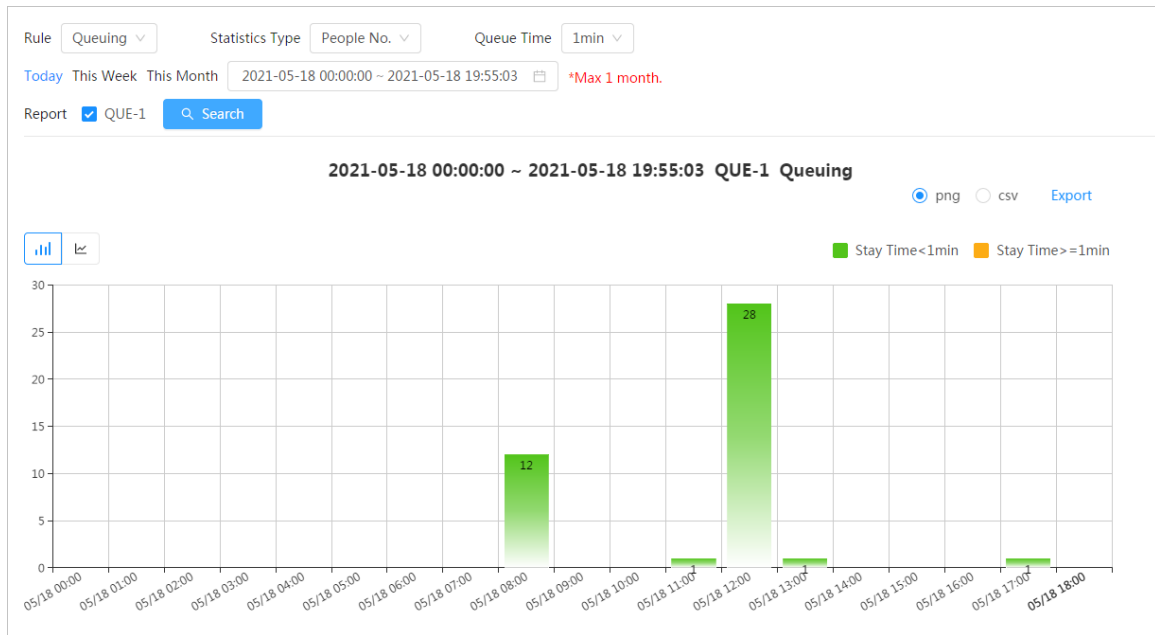 Rule Queuing Statistics Type People No. Queue Time 1min
Today This Week This Month 2021-05-18 00:00:00 ~ 2021-05-18 19:55:03 *Max 1 month.
Report QUE-1 Search
2021-05-18 00:00:00 ~ 2021-05-18 19:55:03 QUE-1 Queuing
png csv Export
Stay Time<1min Stay Time>=1min
30
28
25
20
15
12
10
5
0
1 1 1
05/18 00:00 05/18 01:00 05/18 02:00 05/18 03:00 05/18 04:00 05/18 05:00 05/18 06:00 05/18 07:00 05/18 08:00 05/18 09:00 05/18 10:00 05/18 11:00 05/18 12:00 05/18 13:00 05/18 14:00 05/18 15:00 05/18 16:00 05/18 17:00 05/18 18:00